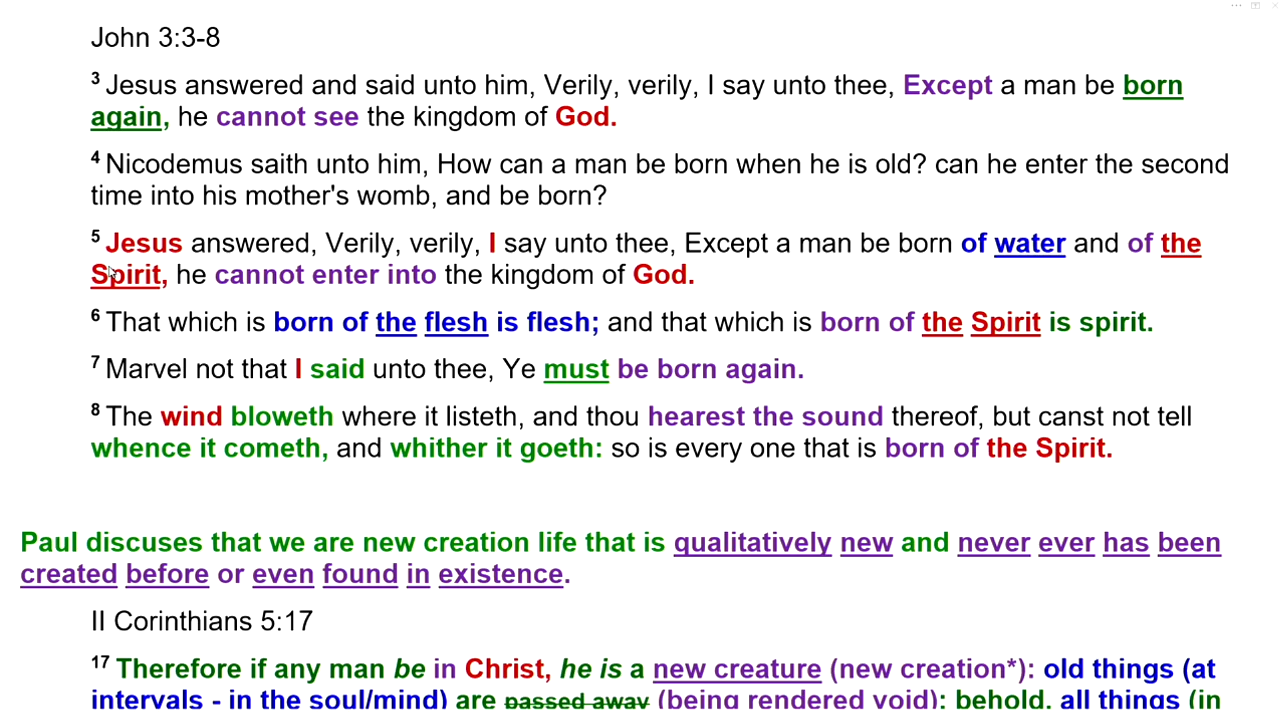 John 3:3-8
3 Jesus answered and said unto him, Verily, verily, I say unto thee, Except a man be born
again, he cannot see the kingdom of God.
4 Nicodemus saith unto him, How can a man be born when he is old? can he enter the second
time into his mother's womb, and be born?
5 Jesus answered, Verily, verily, I say unto thee, Except a man be born of water and of the
Spirit, he cannot enter into the kingdom of God.
6 That which is born of the flesh is flesh; and that which is born of the Spirit is spirit.
7 Marvel not that I said unto thee, Ye must be born again.
8 The wind bloweth where it listeth, and thou hearest the sound thereof, but canst not tell
whence it cometh, and whither it goeth: so is every one that is born of the Spirit.
Paul discusses that we are new creation life that is qualitatively new and never ever has been
created before or even found in existence.
II Corinthians 5:17
17 Therefore if any man be in Christ, he is a new creature (new creation*): old things (at
intervals - in the soul/mind) are passed away (being rendered void): behold, all things (in